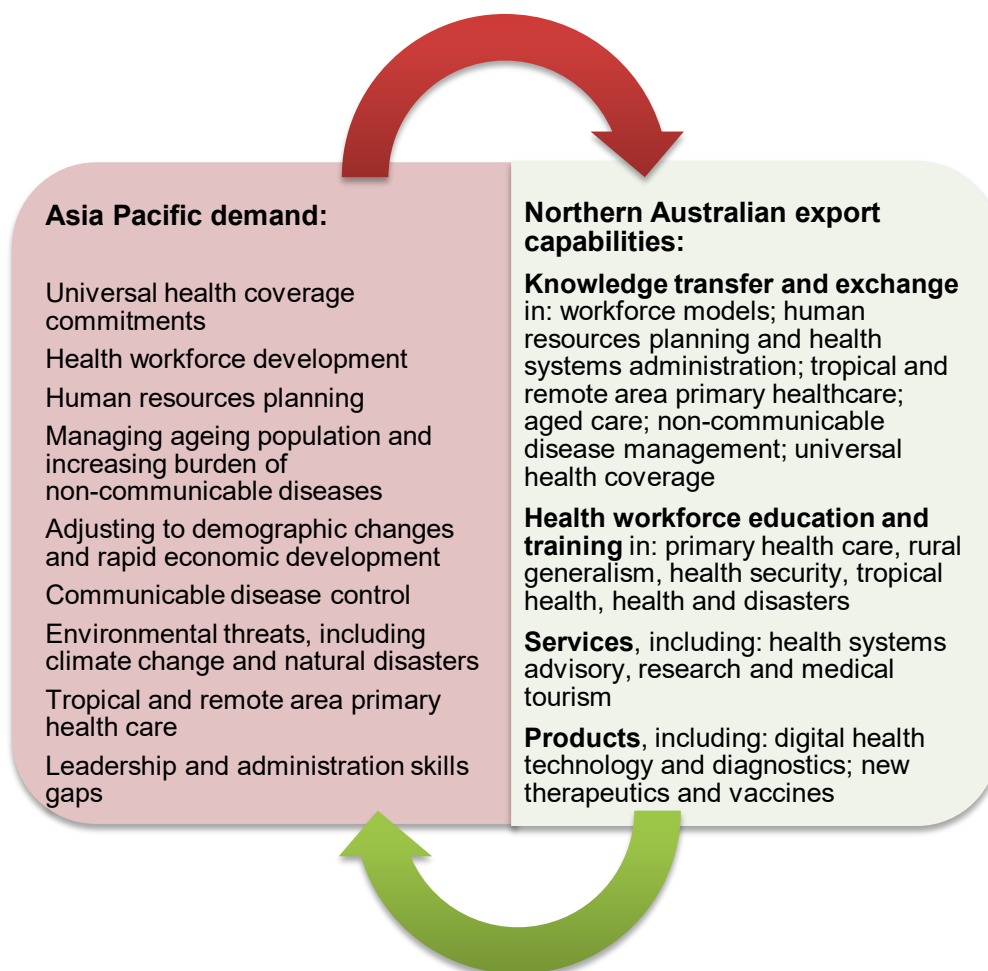 Asia Pacific demand:
Universal health coverage
commitments
Health workforce development
Human resources planning
Managing ageing population and
increasing burden of
non-communicable diseases
Adjusting to demographic changes
and rapid economic development
Communicable disease control
Environmental threats, including
climate change and natural disasters
Tropical and remote area primary
health care
Leadership and administration skills
gaps
Northern Australian export
capabilities:
Knowledge transfer and exchange
in: workforce models; human
resources planning and health
systems administration; tropical and
remote area primary healthcare;
aged care; non-communicable
disease management; universal
health coverage
Health workforce education and
training in: primary health care, rural
generalism, health security, tropical
health, health and disasters
Services, including: health systems
advisory, research and medical
tourism
Products, including: digital health
technology and diagnostics; new
therapeutics and vaccines